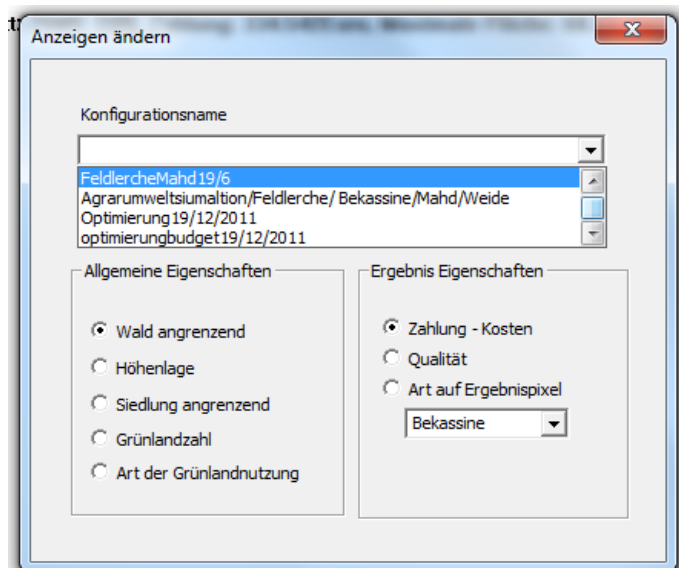 Anzeigen ändern
Konfigurationsname
FeldlercheMahd19/6
Agrarumweltsiumaltion/Feldlerche/ Bekassine/Mahd/Weide
Optimierung19/12/2011
optimierungbudget19/12/2011
Allgemeine Eigenschaften
Wald angrenzend
Höhenlage
Siedlung angrenzend
Grünlandzahl
Art der Grünlandnutzung
Ergebnis Eigenschaften
Zahlung - Kosten
Qualität
Art auf Ergebnispixel
Bekassine